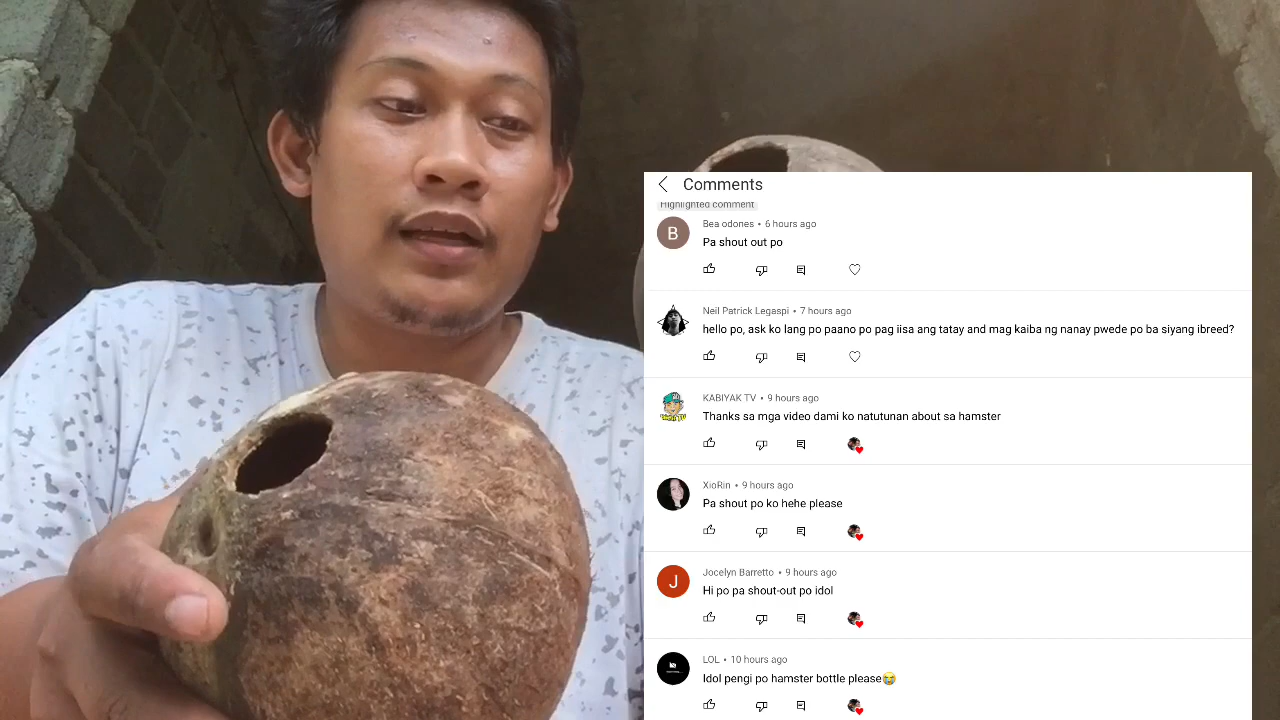 Comments
Highlighted comment
B
Bea odones • 6 hours ago
Pa shout out po
Neil Patrick Legaspi • 7 hours ago
hello po, ask ko lang po paano po pag iisa ang tatay and mag kaiba ng nanay pwede po ba siyang ibreed?
KABIYAK TV • 9 hours ago
Thanks sa mga video dami ko natutunan about sa hamster
XioRin • 9 hours ago
Pa shout po ko hehe please
J
Jocelyn Barretto • 9 hours ago
Hi po pa shout-out po idol
LOL • 10 hours ago
Idol pengi po hamster bottle please😭